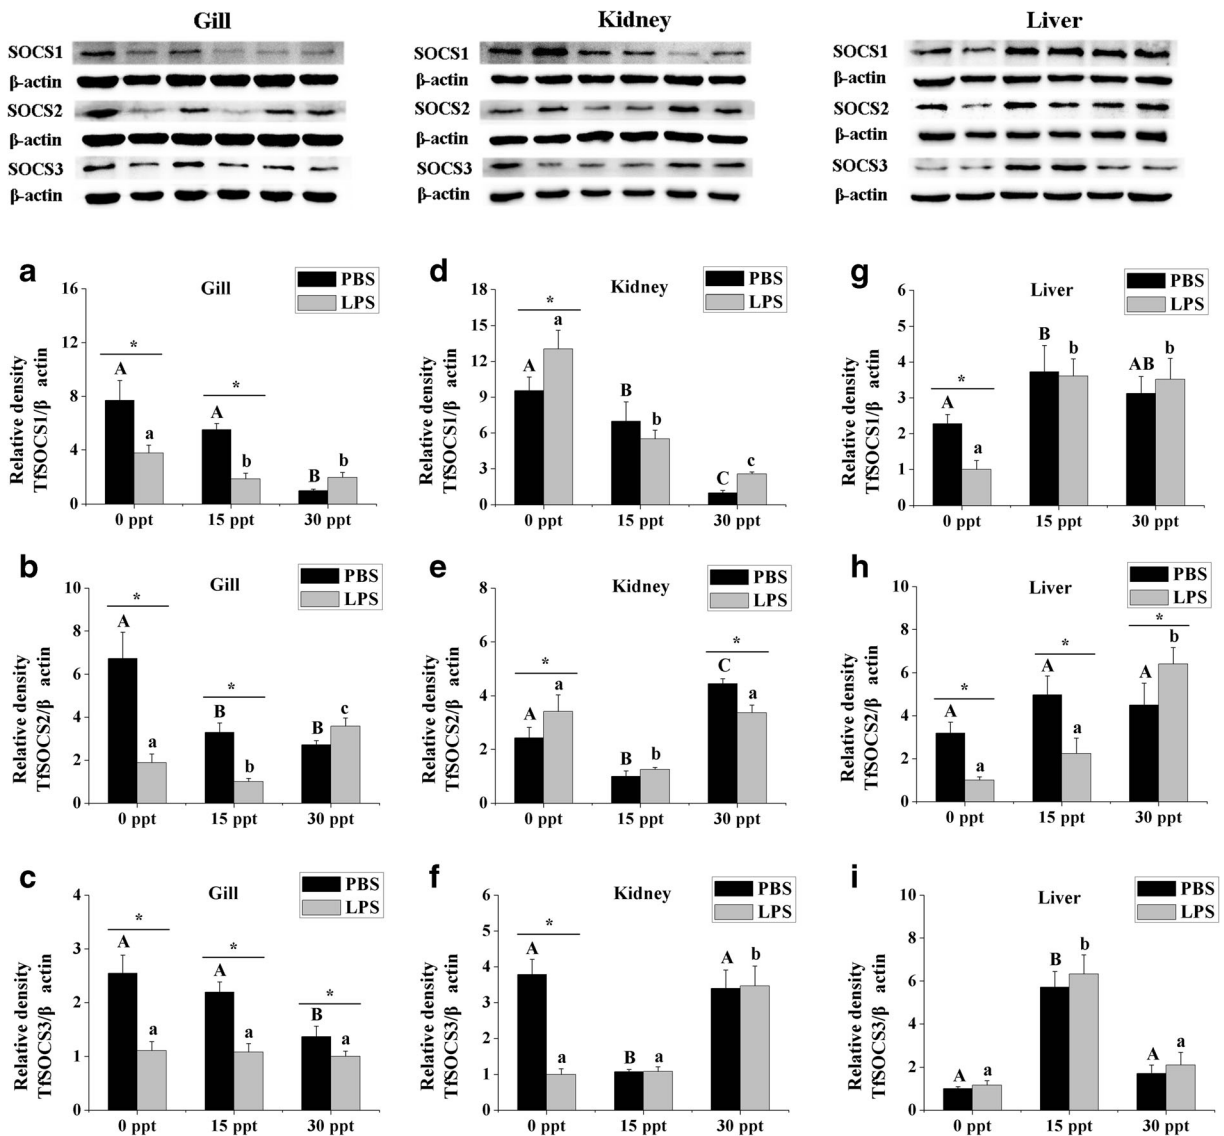 Gill
Kidney
Liver
SOCS1
β-actin
SOCS2
β-actin
SOCS3
β-actin
SOCS1
β-actin
SOCS2
β-actin
SOCS3
β-actin
SOCS1
β-actin
SOCS2
β-actin
SOCS3
β-actin
a
Gill
PBS
LPS
Relative density
TfSOCS1/β actin
16
12
8
4
0
*
A
a
*
A
b
B
b
0 ppt
15 ppt
30 ppt
d
Kidney
PBS
LPS
Relative density
TfSOCS1/β actin
18
15
12
9
6
3
0
*
A
a
B
b
C
c
0 ppt
15 ppt
30 ppt
g
Liver
PBS
LPS
Relative density
TfSOCS1/β actin
6
5
4
3
2
1
0
*
A
a
B
b
AB
b
0 ppt
15 ppt
30 ppt
b
Gill
PBS
LPS
Relative density
TfSOCS2/β actin
10
8
6
4
2
0
*
A
a
*
B
b
B
c
0 ppt
15 ppt
30 ppt
e
Kidney
PBS
LPS
Relative density
TfSOCS2/β actin
8
6
4
2
0
*
A
a
B
b
*
C
a
0 ppt
15 ppt
30 ppt
h
Liver
PBS
LPS
Relative density
TfSOCS2/β actin
10
8
6
4
2
0
*
A
a
*
A
a
*
A
b
0 ppt
15 ppt
30 ppt
c
Gill
PBS
LPS
Relative density
TfSOCS3/β actin
4
3
2
1
0
*
A
a
*
A
a
*
B
a
0 ppt
15 ppt
30 ppt
f
Kidney
PBS
LPS
Relative density
TfSOCS3/β actin
6
5
4
3
2
1
0
*
A
a
B
a
A
b
0 ppt
15 ppt
30 ppt
i
Liver
PBS
LPS
Relative density
TfSOCS3/β actin
10
8
6
4
2
0
A
a
B
b
A
a
0 ppt
15 ppt
30 ppt